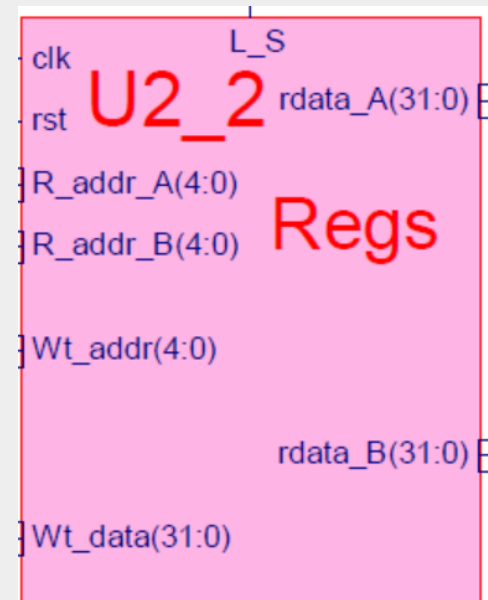 L_S
clk
U2_2
rdata_A(31:0)
rst
R_addr_A(4:0)
R_addr_B(4:0)
Regs
Wt_addr(4:0)
rdata_B(31:0)
Wt_data(31:0)